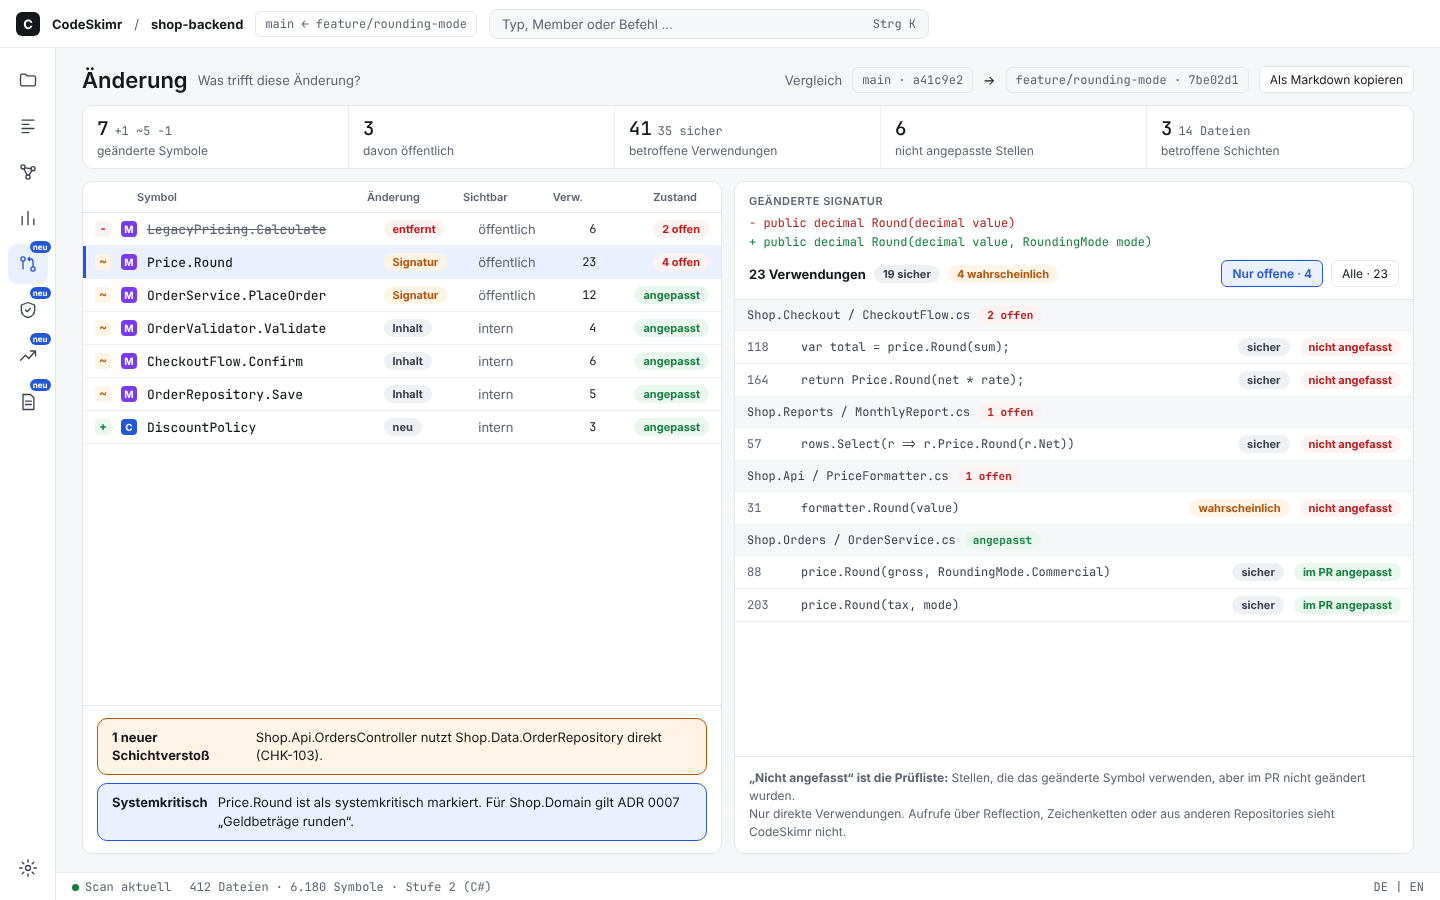 C CodeSkimr / shop-backend main ← feature/rounding-mode Typ, Member oder Befehl ... Strg K
Änderung Was trifft diese Änderung? Vergleich main · a41c9e2 → feature/rounding-mode · 7be02d1 Als Markdown kopieren
7 +1 ~5 -1
geänderte Symbole
3
davon öffentlich
41 35 sicher
betroffene Verwendungen
6
nicht angepasste Stellen
3 14 Dateien
betroffene Schichten
neu
neu
neu
neu
Symbol Änderung Sichtbar Verw. Zustand
- M LegacyPricing.Calculate entfernt öffentlich 6 2 offen
~ M Price.Round Signatur öffentlich 23 4 offen
~ M OrderService.PlaceOrder Signatur öffentlich 12 angepasst
~ M OrderValidator.Validate Inhalt intern 4 angepasst
~ M CheckoutFlow.Confirm Inhalt intern 6 angepasst
~ M OrderRepository.Save Inhalt intern 5 angepasst
+ C DiscountPolicy neu intern 3 angepasst
1 neuer Schichtverstoß Shop.Api.OrdersController nutzt Shop.Data.OrderRepository direkt
(CHK-103).
Systemkritisch Price.Round ist als systemkritisch markiert. Für Shop.Domain gilt ADR 0007
„Geldbeträge runden“.
GEÄNDERTE SIGNATUR
- public decimal Round(decimal value)
+ public decimal Round(decimal value, RoundingMode mode)
23 Verwendungen 19 sicher 4 wahrscheinlich Nur offene · 4 Alle · 23
Shop.Checkout / CheckoutFlow.cs 2 offen
118 var total = price.Round(sum); sicher nicht angefasst
164 return Price.Round(net * rate); sicher nicht angefasst
Shop.Reports / MonthlyReport.cs 1 offen
57 rows.Select(r => r.Price.Round(r.Net)) sicher nicht angefasst
Shop.Api / PriceFormatter.cs 1 offen
31 formatter.Round(value) wahrscheinlich nicht angefasst
Shop.Orders / OrderService.cs angepasst
88 price.Round(gross, RoundingMode.Commercial) sicher im PR angepasst
203 price.Round(tax, mode) sicher im PR angepasst
„Nicht angefasst“ ist die Prüfliste: Stellen, die das geänderte Symbol verwenden, aber im PR nicht geändert
wurden.
Nur direkte Verwendungen. Aufrufe über Reflection, Zeichenketten oder aus anderen Repositories sieht
CodeSkimr nicht.
Scan aktuell 412 Dateien · 6.180 Symbole · Stufe 2 (C#) DE | EN